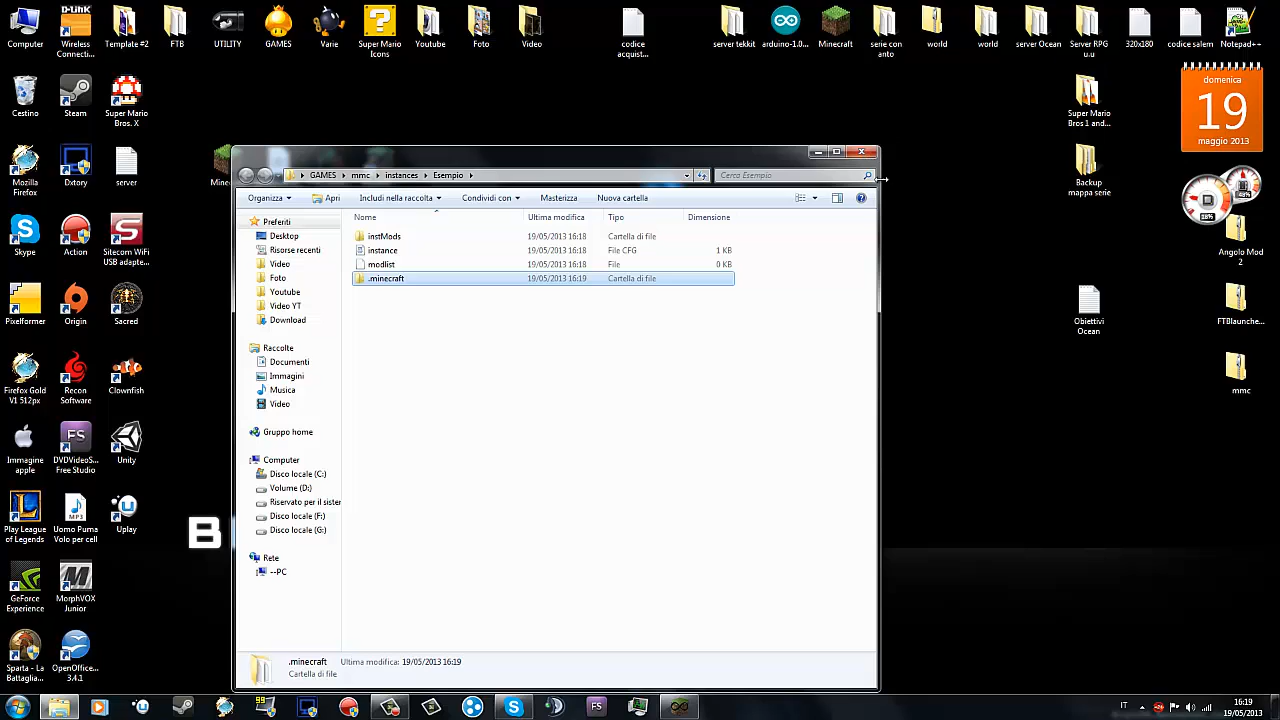 Computer
Wireless
Connecti...
Template #2
FTB
UTILITY
GAMES
Varie
Super Mario
Icons
Youtube
Foto
Video
codice
acquist...
server tekkit
arduino-1.0...
Minecraft
serie con
anto
world
world
server Ocean
Server RPG
u.u
320x180
codice salem
Notepad++
Cestino
Steam
Super Mario
Bros. X
Super Mario
Bros 1 and...
domenica
19
maggio 2013
Mozilla
Firefox
Dxtory
server
Backup
mappa serie
18%
Skype
Action
Sitecom WiFi
USB adapte...
Angolo Mod
2
Pixelformer
Origin
Sacred
Obiettivi
Ocean
FTBlaunche...
Firefox Gold
V1 512px
Recon
Software
Clownfish
mmc
Immagine
apple
DVDVideoS...
Free Studio
Unity
Play League
of Legends
Uomo Puma
Volo per cell
Uplay
GeForce
Experience
MorphVOX
Junior
Sparta - La
Battaglia...
OpenOffice...
3.4.1
B
GAMES
mmc
instances
Esempio
Cerca Esempio
Organizza
Apri
Includi nella raccolta
Condividi con
Masterizza
Nuova cartella
Nome
Ultima modifica
Tipo
Dimensione
instMods 19/05/2013 16:18 Cartella di file
instance 19/05/2013 16:18 File CFG 1 KB
modlist 19/05/2013 16:18 File 0 KB
.minecraft 19/05/2013 16:19 Cartella di file
Preferiti
Desktop
Risorse recenti
Video
Foto
Youtube
Video YT
Download
Raccolte
Documenti
Immagini
Musica
Video
Gruppo home
Computer
Disco locale (C:)
Volume (D:)
Riservato per il sister
Disco locale (F:)
Disco locale (G:)
Rete
--PC
.minecraft Ultima modifica: 19/05/2013 16:19
Cartella di file
99
FS
IT
16:19
19/05/2013